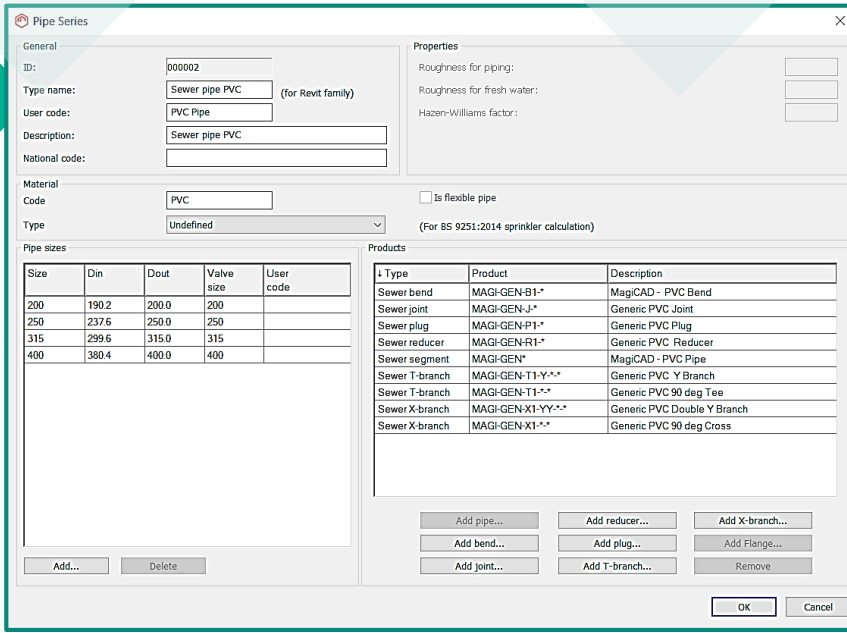 Pipe Series
General
ID: 000002
Type name: Sewer pipe PVC (for Revit family)
User code: PVC Pipe
Description: Sewer pipe PVC
National code:
Properties
Roughness for piping:
Roughness for fresh water:
Hazen-Williams factor:
Material
Code PVC
Type Undefined
Is flexible pipe
(For BS 9251:2014 sprinkler calculation)
Pipe sizes
Size Din Dout Valve size User code
200 190.2 200.0 200
250 237.6 250.0 250
315 299.6 315.0 315
400 380.4 400.0 400
Add... Delete
Products
↓ Type Product Description
Sewer bend MAGI-GEN-B1-* MagiCAD - PVC Bend
Sewer joint MAGI-GEN-J-* Generic PVC Joint
Sewer plug MAGI-GEN-P1-* Generic PVC Plug
Sewer reducer MAGI-GEN-R1-* Generic PVC Reducer
Sewer segment MAGI-GEN* MagiCAD - PVC Pipe
Sewer T-branch MAGI-GEN-T1-Y-*-* Generic PVC Y Branch
Sewer T-branch MAGI-GEN-T1-*-* Generic PVC 90 deg Tee
Sewer X-branch MAGI-GEN-X1-YY-*-* Generic PVC Double Y Branch
Sewer X-branch MAGI-GEN-X1-*-* Generic PVC 90 deg Cross
Add pipe... Add reducer... Add X-branch...
Add bend... Add plug... Add Flange...
Add joint... Add T-branch... Remove
OK Cancel